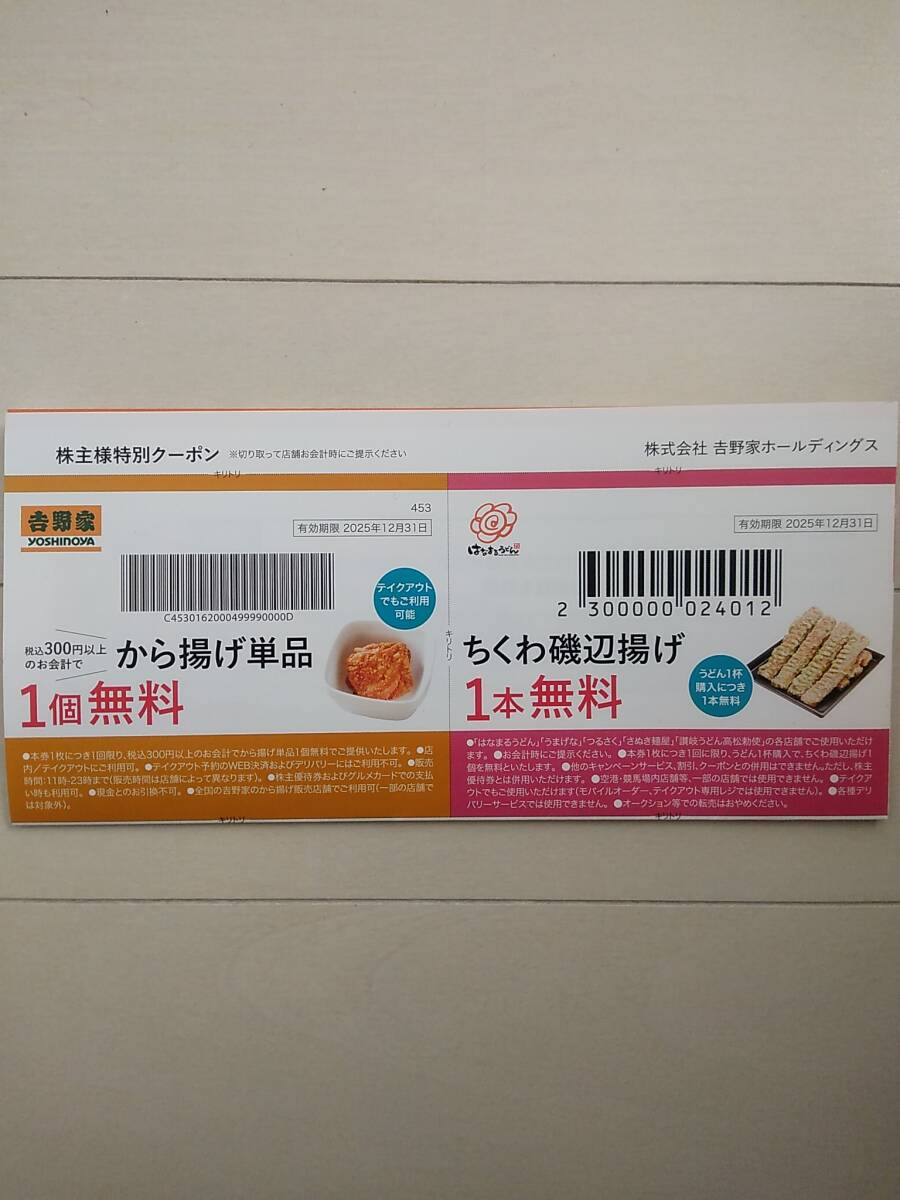 株主様特別クーポン ※切り取って店舗お会計時にご提示ください
株式会社 吉野家ホールディングス
キリトリ
キリトリ
吉野家
YOSHINOYA
453
有効期限 2025年12月31日
C4530162000499990000D
テイクアウト
でもご利用
可能
税込300円以上
のお会計で
から揚げ単品
1個無料
●本券1枚につき1回限り、税込300円以上のお会計でから揚げ単品1個無料でご提供いたします。●店
内/テイクアウトにご利用可。●テイクアウト予約のWEB決済およびデリバリーにはご利用不可。●販売
時間:11時-23時まで(販売時間は店舗によって異なります)。●株主優待券およびグルメカードでの支払
い時も利用可。●現金とのお引換不可。●全国の吉野家のから揚げ販売店舗でご利用可(一部の店舗で
は対象外)。
キリトリ
キリトリ
はなまるうどん
有効期限 2025年12月31日
2 300000 024012
ちくわ磯辺揚げ
1本無料
うどん1杯
購入につき
1本無料
●「はなまるうどん」「うまげな」「つるさく」「さぬき麺屋」「讃岐うどん高松勅使」の各店舗でご使用いただけ
ます。●お会計時にご提示ください。●本券1枚につき1回に限り、うどん1杯購入で、ちくわ磯辺揚げ1
個を無料といたします。●他のキャンペーンサービス、割引、クーポンとの併用はできません。ただし、株主
優待券とは併用いただけます。●空港・競馬場内店舗等、一部の店舗では使用できません。●テイクア
ウトでもご使用いただけます(モバイルオーダー、テイクアウト専用レジでは使用できません)。●各種デリ
バリーサービスでは使用できません。●オークション等での転売はおやめください。
キリトリ